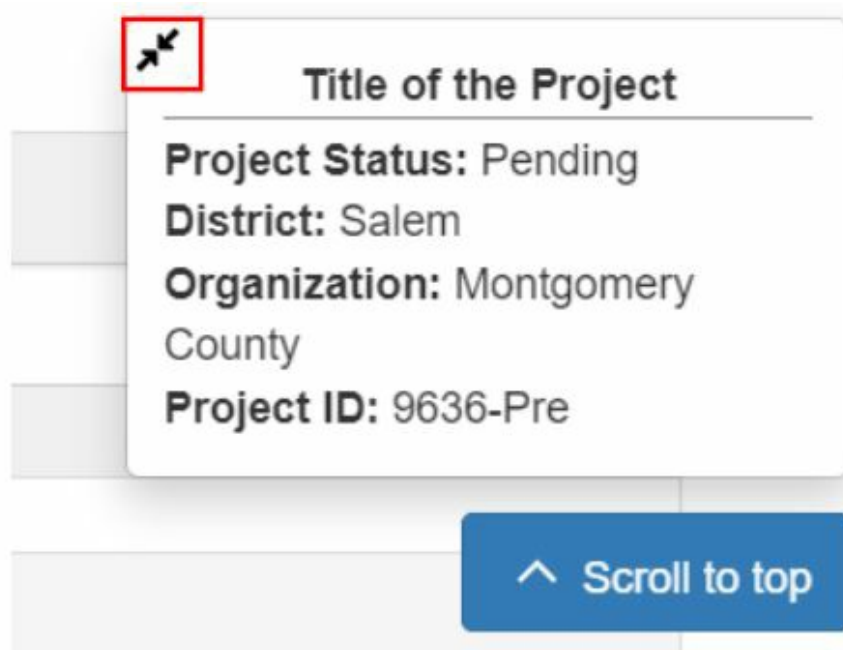 Title of the Project
Project Status: Pending
District: Salem
Organization: Montgomery
County
Project ID: 9636-Pre
Scroll to top